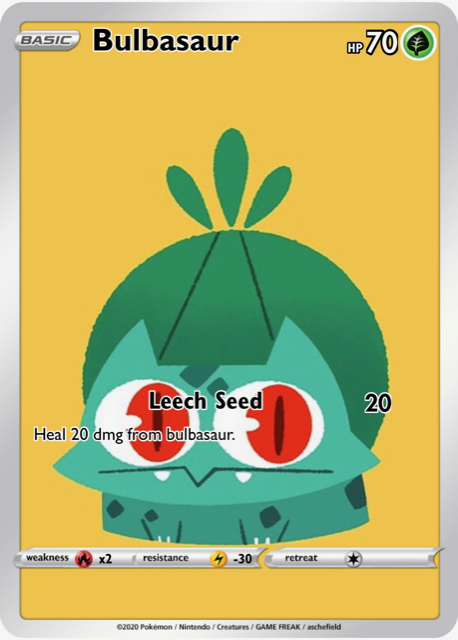 BASIC Bulbasaur HP 70
Leech Seed 20
Heal 20 dmg from bulbasaur.
weakness x2 resistance -30 retreat
©2020 Pokémon / Nintendo / Creatures / GAME FREAK / aschefield